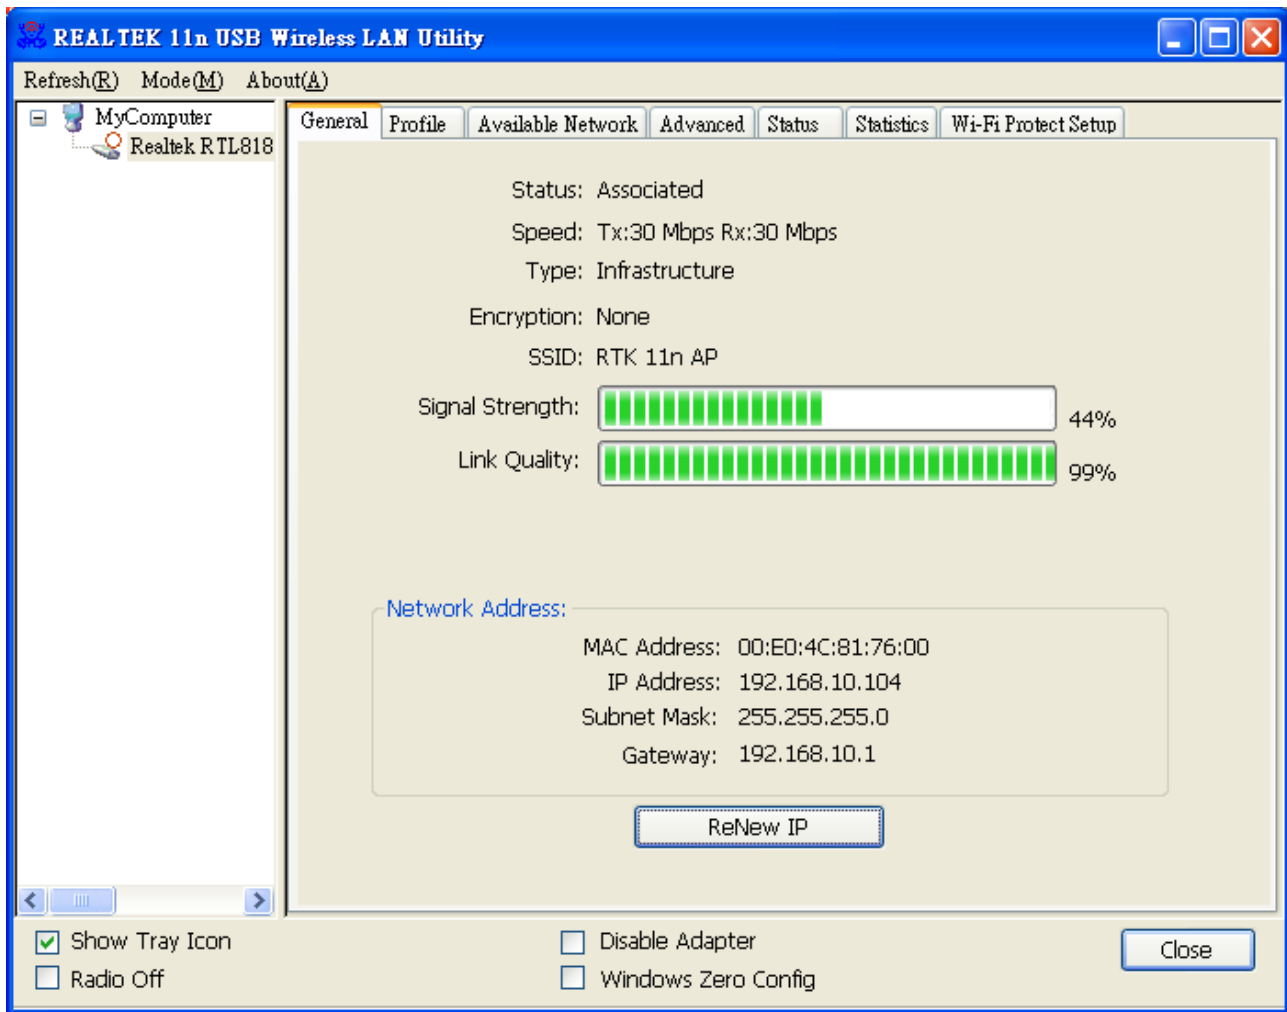 REALTEK 11n USB Wireless LAN Utility
Refresh(R) Mode(M) About(A)
MyComputer
Realtek RTL818
General Profile Available Network Advanced Status Statistics Wi-Fi Protect Setup
Status: Associated
Speed: Tx:30 Mbps Rx:30 Mbps
Type: Infrastructure
Encryption: None
SSID: RTK 11n AP
Signal Strength: 44%
Link Quality: 99%
Network Address:
MAC Address: 00:E0:4C:81:76:00
IP Address: 192.168.10.104
Subnet Mask: 255.255.255.0
Gateway: 192.168.10.1
ReNew IP
Show Tray Icon Disable Adapter Close
Radio Off Windows Zero Config